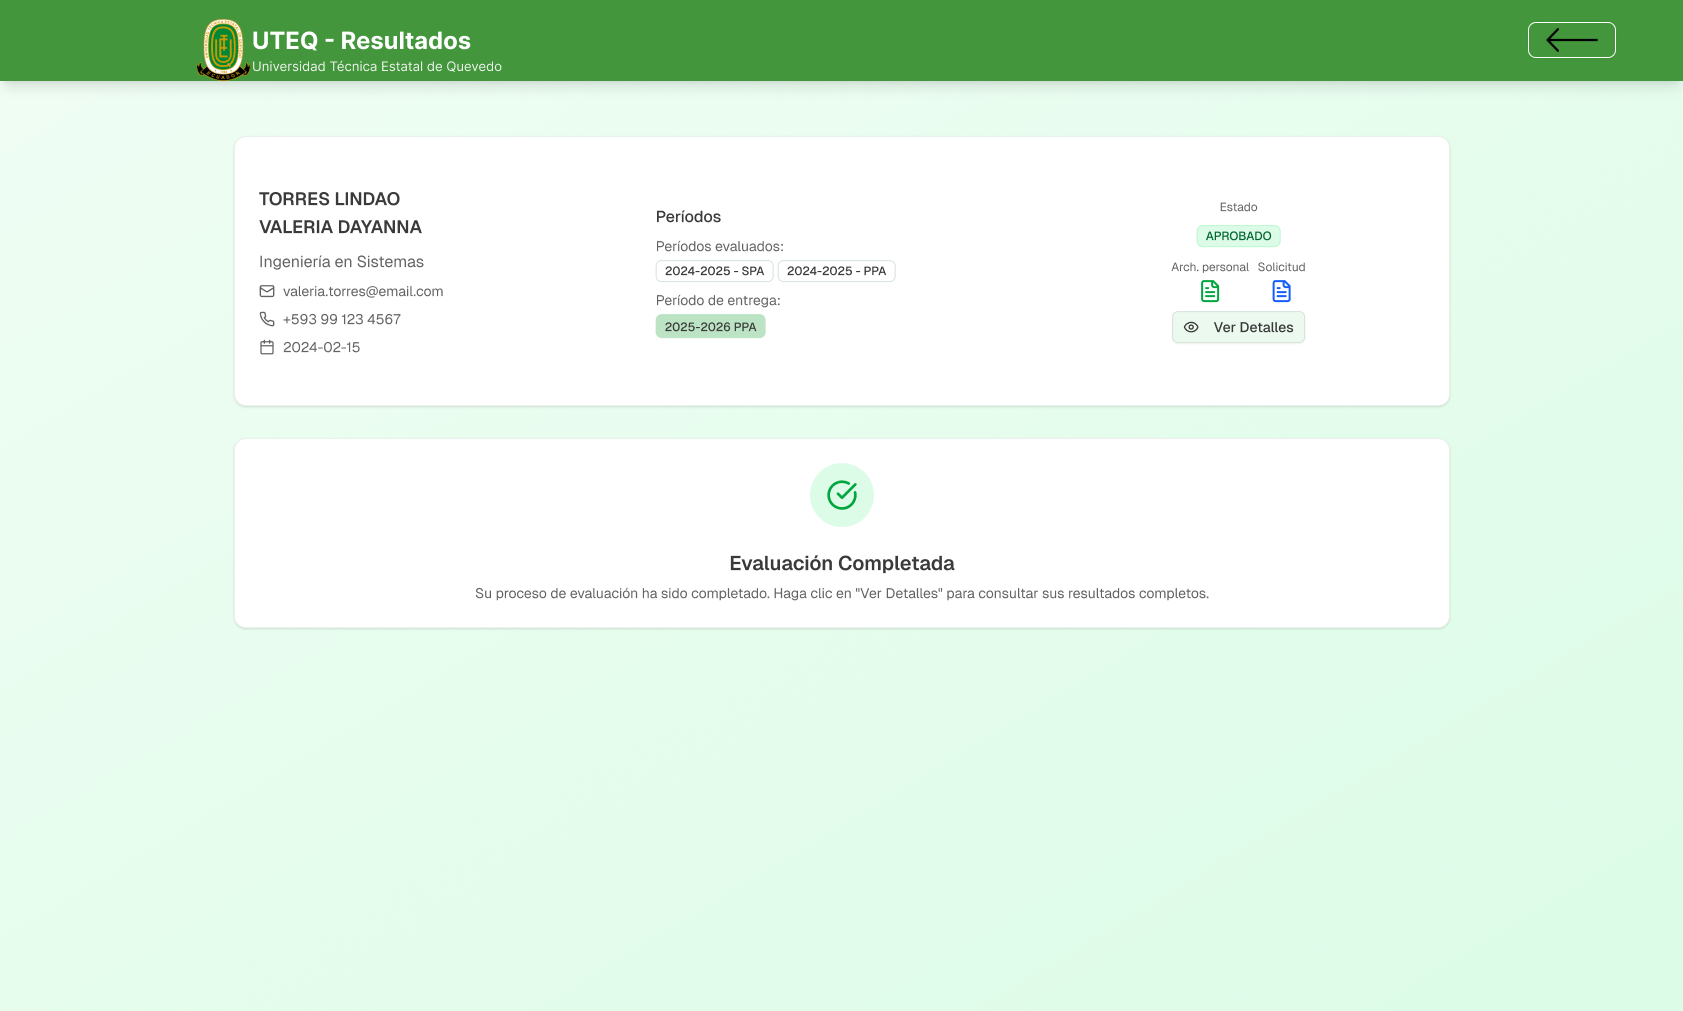 UTEQ - Resultados
Universidad Técnica Estatal de Quevedo
TORRES LINDAO
VALERIA DAYANNA
Ingeniería en Sistemas
valeria.torres@email.com
+593 99 123 4567
2024-02-15
Períodos
Períodos evaluados:
2024-2025 - SPA 2024-2025 - PPA
Período de entrega:
2025-2026 PPA
Estado
APROBADO
Arch. personal Solicitud
Ver Detalles
Evaluación Completada
Su proceso de evaluación ha sido completado. Haga clic en "Ver Detalles" para consultar sus resultados completos.